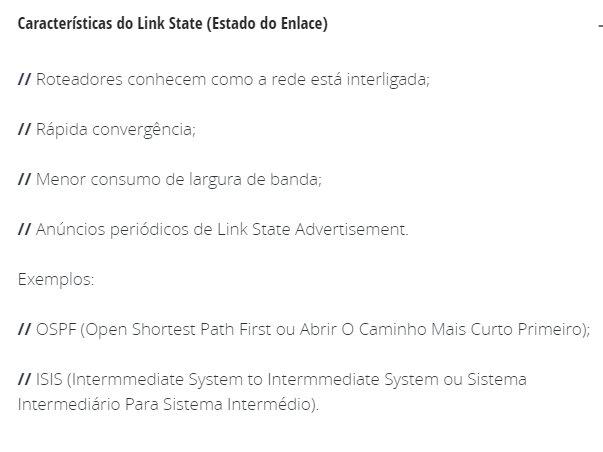 Características do Link State (Estado do Enlace)
// Roteadores conhecem como a rede está interligada;
// Rápida convergência;
// Menor consumo de largura de banda;
// Anúncios periódicos de Link State Advertisement.
Exemplos:
// OSPF (Open Shortest Path First ou Abrir O Caminho Mais Curto Primeiro);
// ISIS (Intermmediate System to Intermmediate System ou Sistema
Intermediário Para Sistema Intermédio).